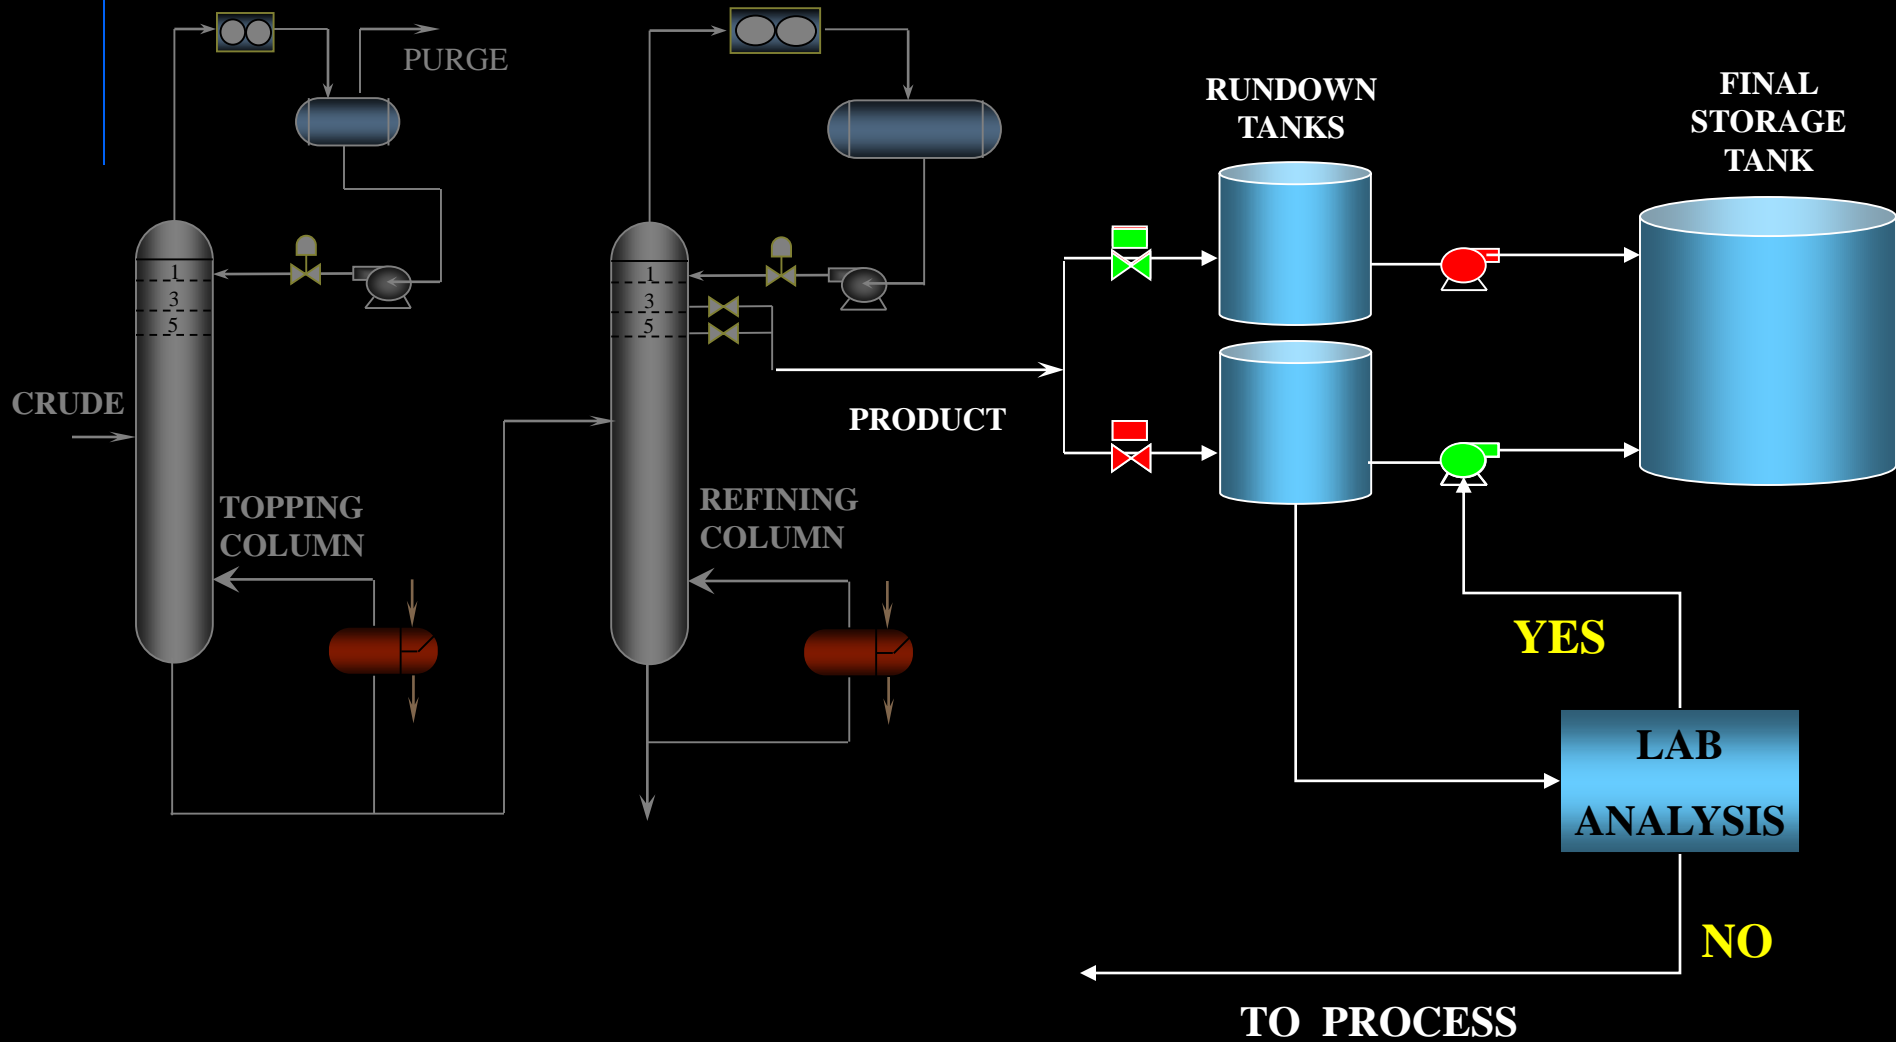 PURGE
RUNDOWN
TANKS
FINAL
STORAGE
TANK
1
3
5
1
3
5
CRUDE
PRODUCT
TOPPING
COLUMN
REFINING
COLUMN
YES
LAB
ANALYSIS
NO
TO PROCESS